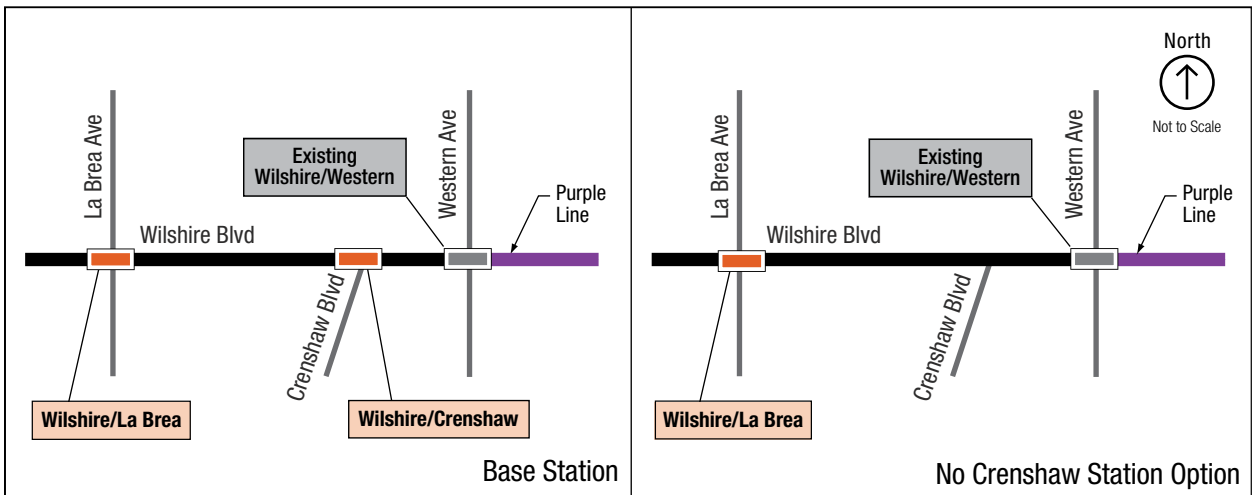 La Brea Ave
Existing
Wilshire/Western
Western Ave
Purple
Line
Wilshire Blvd
Crenshaw Blvd
Wilshire/La Brea
Wilshire/Crenshaw
Base Station
North
Not to Scale
La Brea Ave
Existing
Wilshire/Western
Western Ave
Purple
Line
Wilshire Blvd
Crenshaw Blvd
Wilshire/La Brea
No Crenshaw Station Option